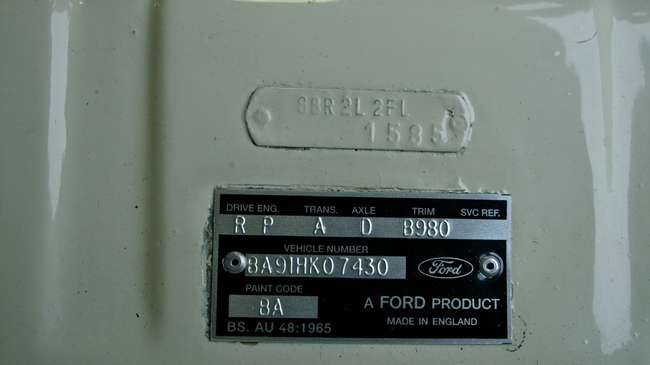 SBR 2L 2FL
1585
DRIVE ENG. TRANS. AXLE TRIM SVC REF.
R P A D B980
VEHICLE NUMBER
BA91HK07430 Ford
PAINT CODE
BA
A FORD PRODUCT
BS. AU 48:1965 MADE IN ENGLAND